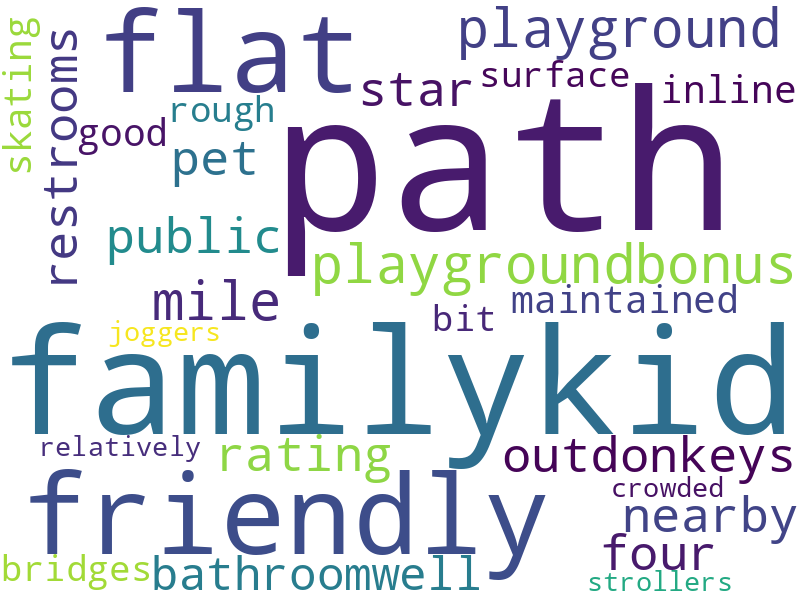 skating
restrooms
flat
playground
star
surface
inline
rough
good
pet
path
public
playgroundbonus
mile
maintained
bit
joggers
familykid
relatively
rating
outdonkeys
friendly
crowded
nearby
four
bridges
bathroomwell
strollers